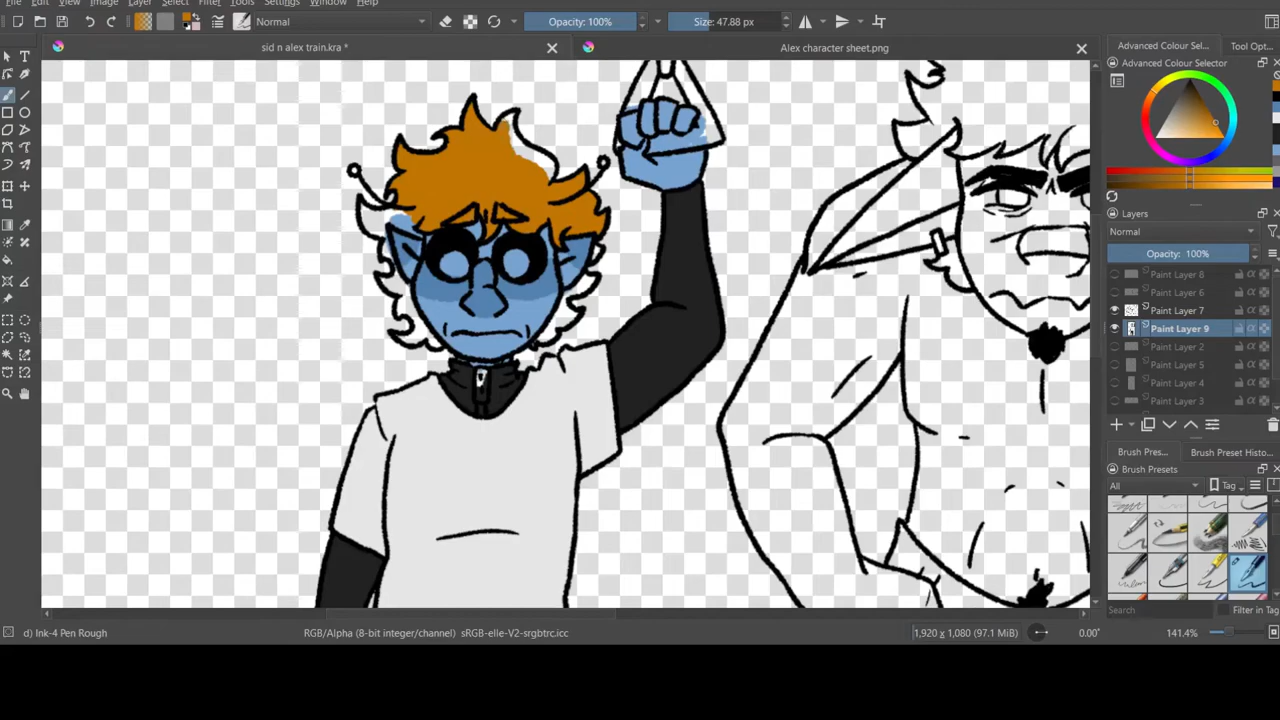 File Edit View Image Layer Select Filter Tools Settings Window Help
Normal Opacity: 100% Size: 47.88 px
sid n alex train.kra * Alex character sheet.png
Advanced Colour Sel... Tool Opt...
Advanced Colour Selector
Layers
Normal
Opacity: 100%
Paint Layer 8
Paint Layer 6
Paint Layer 7
Paint Layer 9
Paint Layer 2
Paint Layer 5
Paint Layer 4
Paint Layer 3
Brush Pres... Brush Preset Histo...
Brush Presets
All Tag
Search Filter in Tag
d) Ink-4 Pen Rough RGB/Alpha (8-bit integer/channel) sRGB-elle-V2-srgbtrc.icc 1,920 x 1,080 (97.1 MiB) 0.00° 141.4%